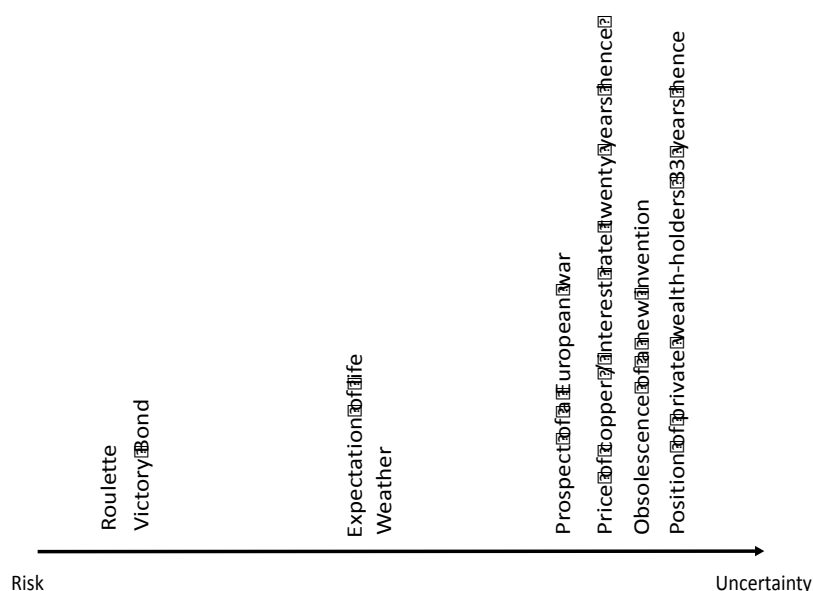 Roulette
Victory Bond
Expectation of life
Weather
Prospect of a European war
Price of copper / interest rate twenty years hence
Obsolescence of a new invention
Position of private wealth-holders 33 years hence
Risk
Uncertainty